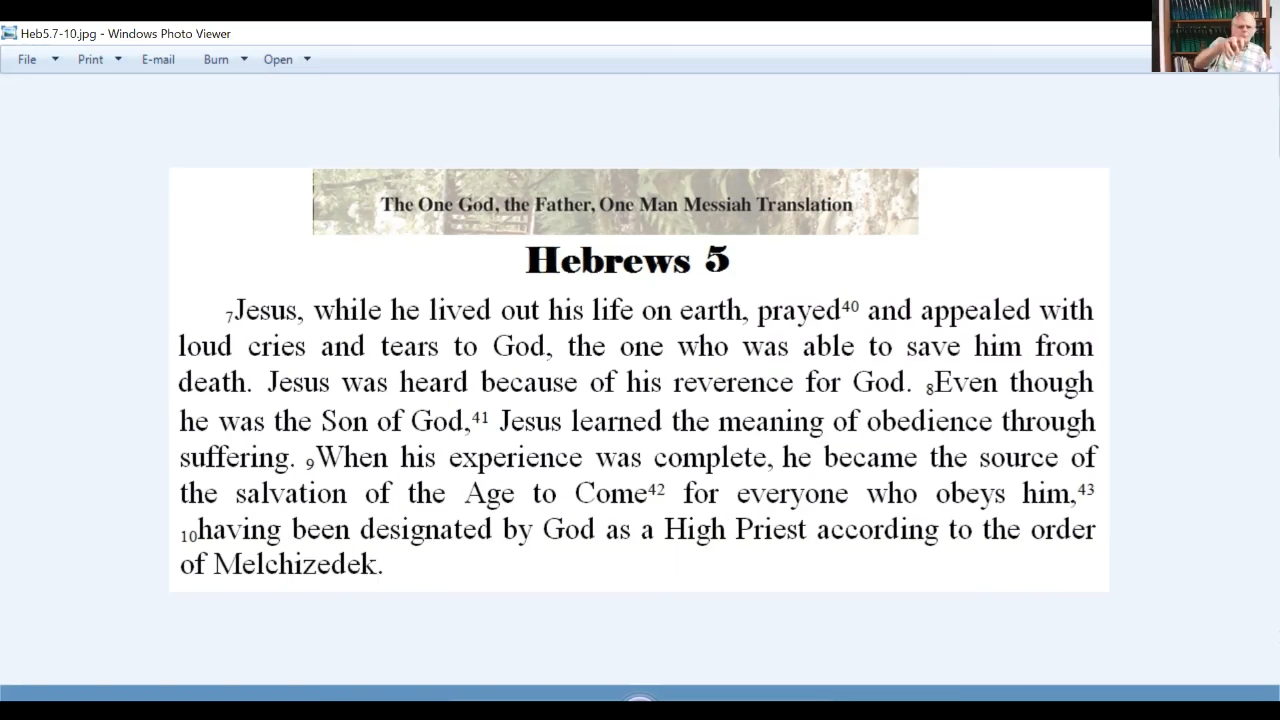 Heb5.7-10.jpg - Windows Photo Viewer
File Print E-mail Burn Open
The One God, the Father, One Man Messiah Translation
Hebrews 5
7Jesus, while he lived out his life on earth, prayed40 and appealed with
loud cries and tears to God, the one who was able to save him from
death. Jesus was heard because of his reverence for God. 8Even though
he was the Son of God,41 Jesus learned the meaning of obedience through
suffering. 9When his experience was complete, he became the source of
the salvation of the Age to Come42 for everyone who obeys him,43
10having been designated by God as a High Priest according to the order
of Melchizedek.